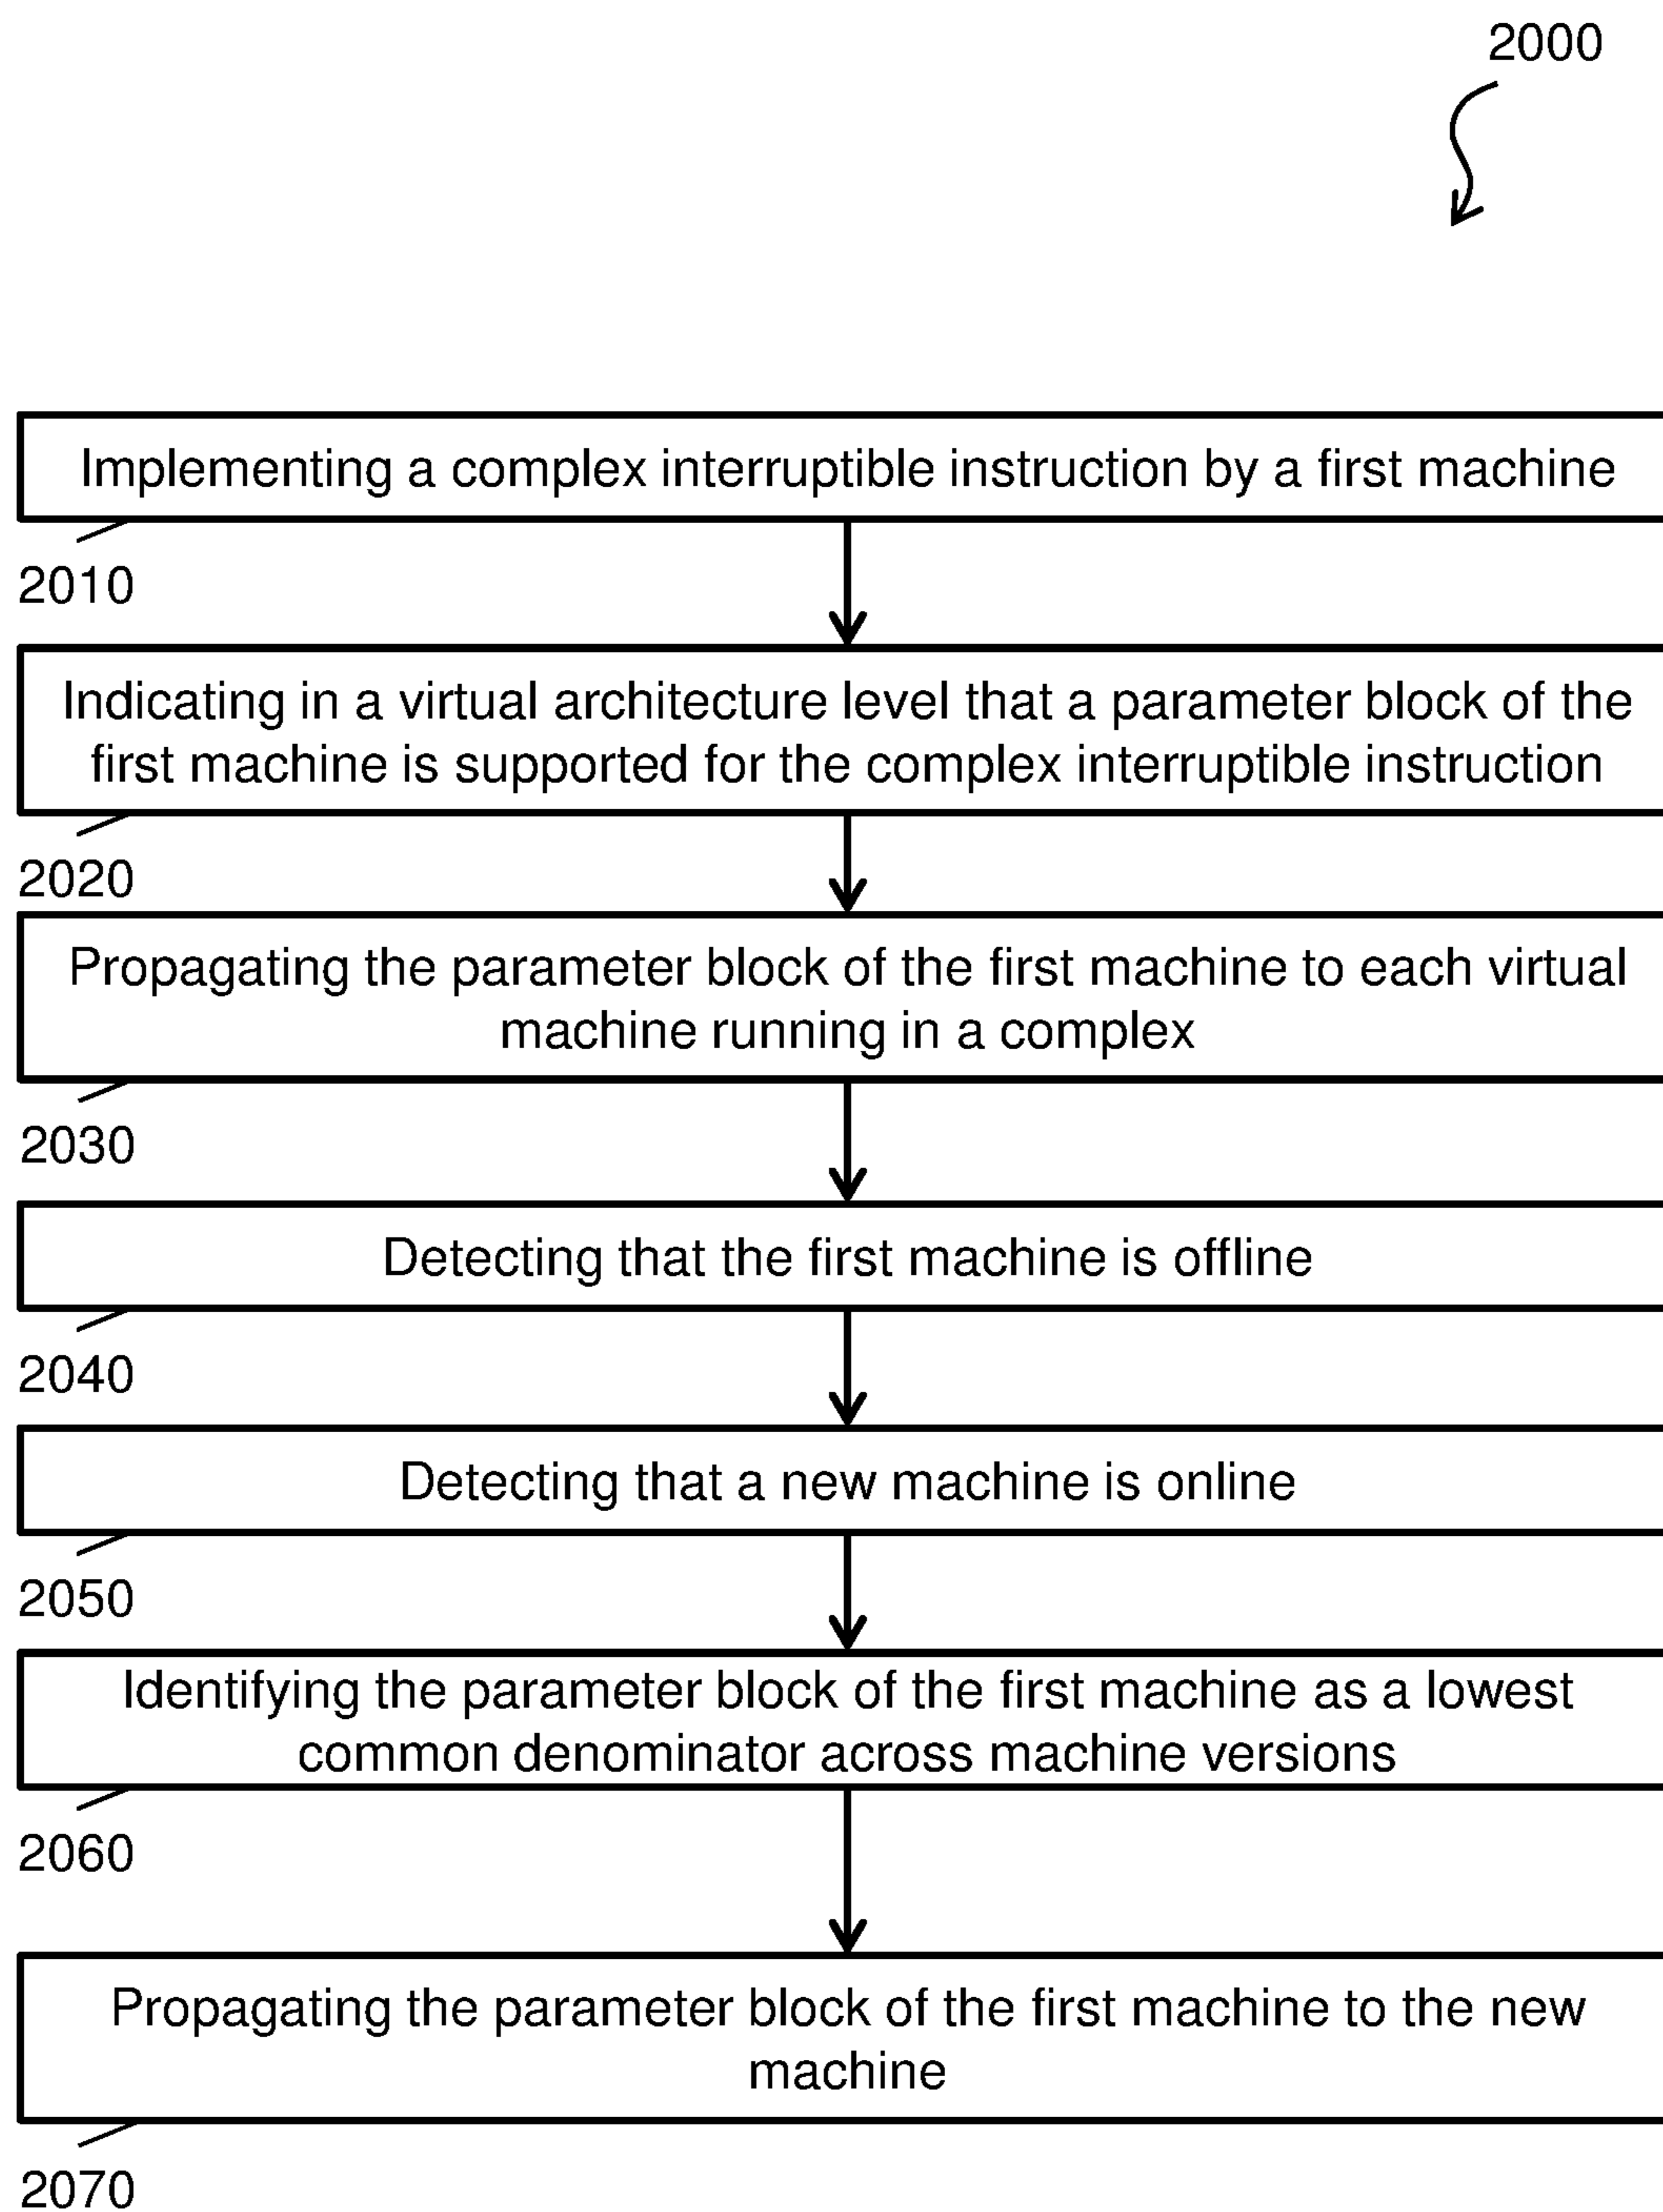 2000
Implementing a complex interruptible instruction by a first machine
2010
Indicating in a virtual architecture level that a parameter block of the
first machine is supported for the complex interruptible instruction
2020
Propagating the parameter block of the first machine to each virtual
machine running in a complex
2030
Detecting that the first machine is offline
2040
Detecting that a new machine is online
2050
Identifying the parameter block of the first machine as a lowest
common denominator across machine versions
2060
Propagating the parameter block of the first machine to the new
machine
2070